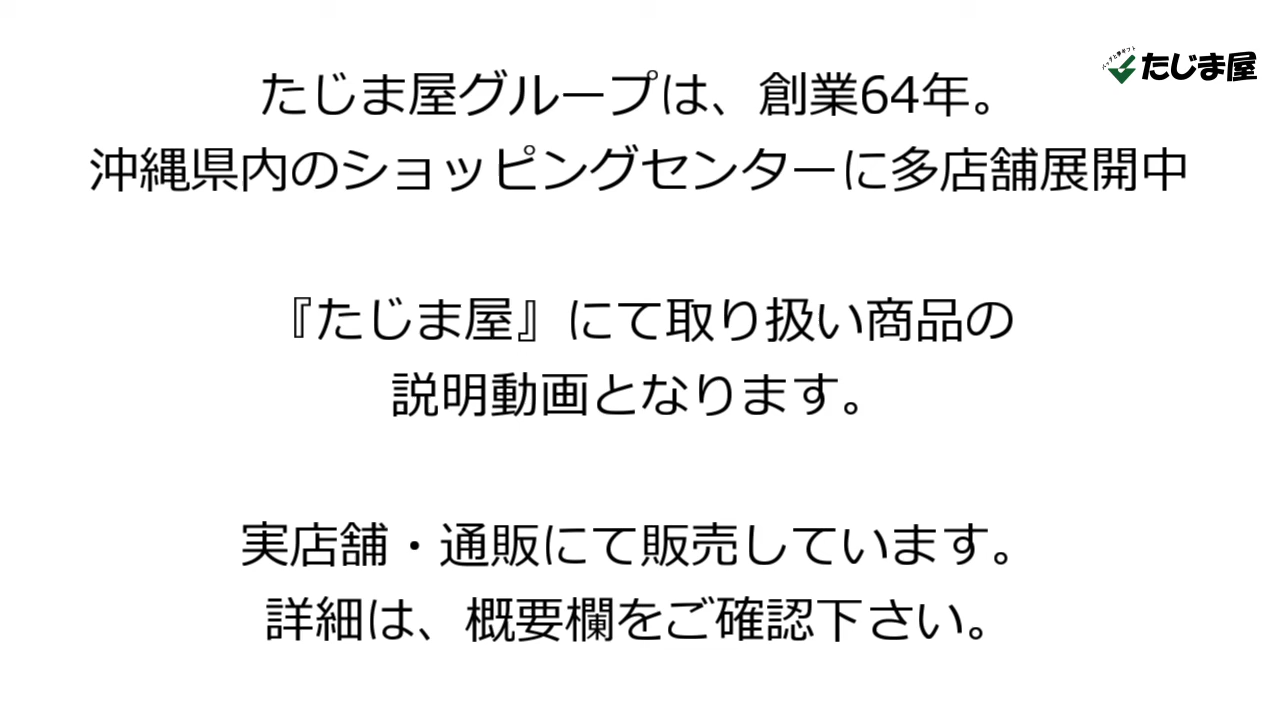 たじま屋
たじま屋グループは、創業64年。
沖縄県内のショッピングセンターに多店舗展開中
『たじま屋』にて取り扱い商品の
説明動画となります。
実店舗・通販にて販売しています。
詳細は、概要欄をご確認下さい。